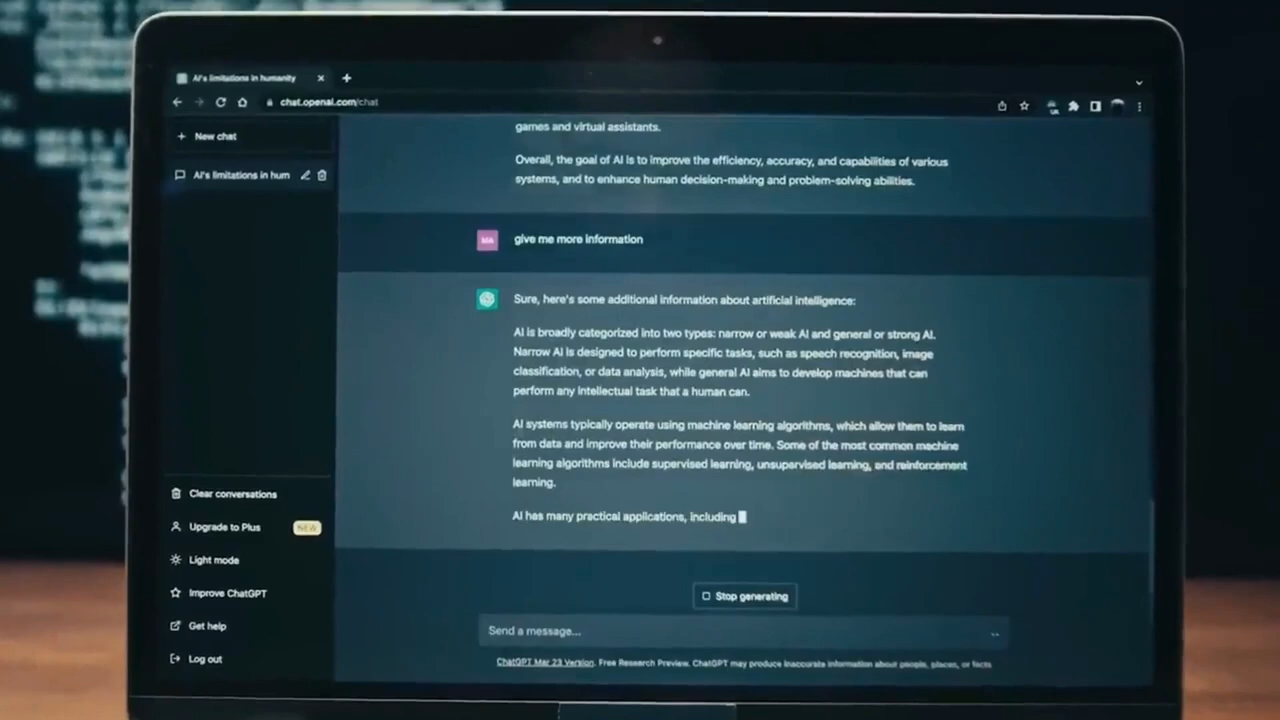 AI's limitations in humanity
chat.openai.com/chat
New chat
AI's limitations in hum
games and virtual assistants.
Overall, the goal of AI is to improve the efficiency, accuracy, and capabilities of various
systems, and to enhance human decision-making and problem-solving abilities.
MA
give me more information
Sure, here's some additional information about artificial intelligence:
AI is broadly categorized into two types: narrow or weak AI and general or strong AI.
Narrow AI is designed to perform specific tasks, such as speech recognition, image
classification, or data analysis, while general AI aims to develop machines that can
perform any intellectual task that a human can.
AI systems typically operate using machine learning algorithms, which allow them to learn
from data and improve their performance over time. Some of the most common machine
learning algorithms include supervised learning, unsupervised learning, and reinforcement
learning.
AI has many practical applications, including
Clear conversations
Upgrade to Plus NEW
Light mode
Improve ChatGPT
Get help
Log out
Stop generating
Send a message...
ChatGPT Mar 23 Version. Free Research Preview. ChatGPT may produce inaccurate information about people, places, or facts